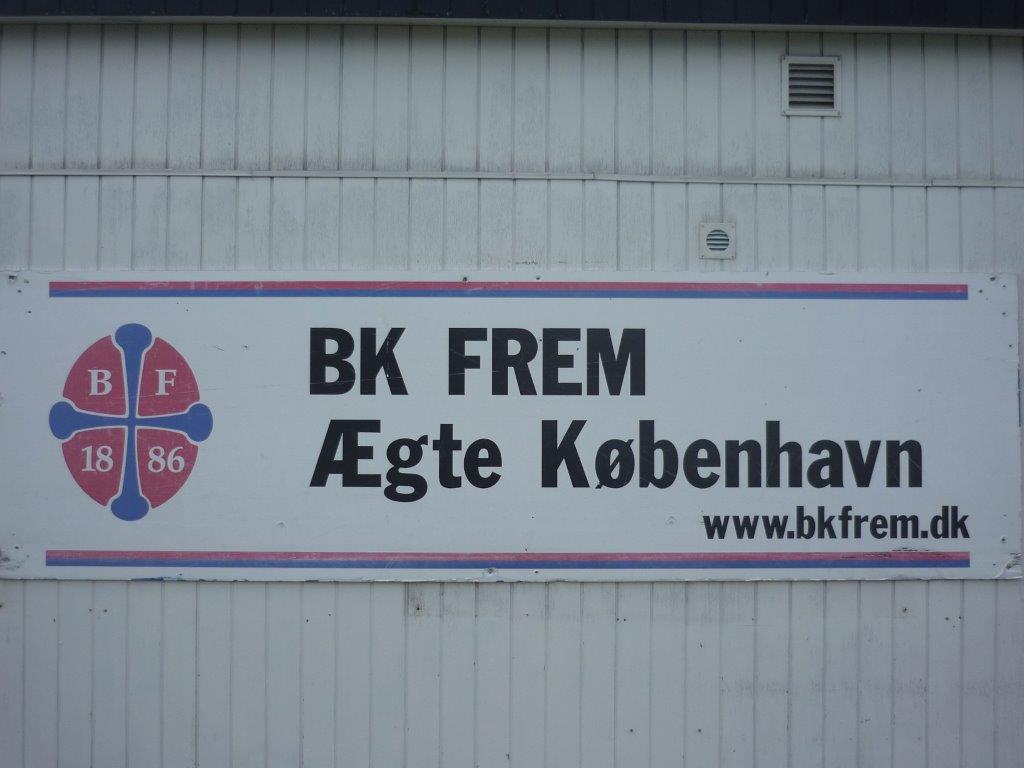 B F
18 86
BK FREM
Ægte København
www.bkfrem.dk